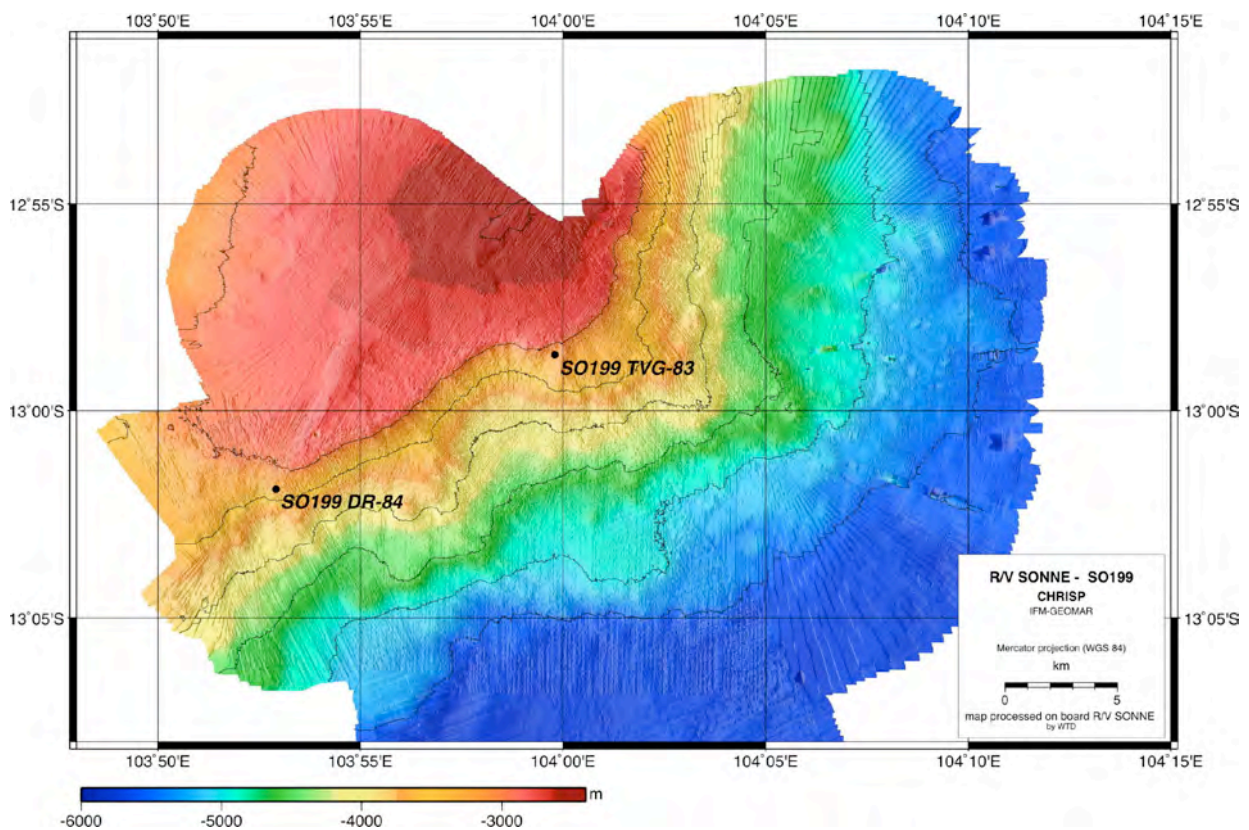 103˚50'E 103˚55'E 104˚00'E 104˚05'E 104˚10'E 104˚15'E
12˚55'S 12˚55'S
SO199 TVG-83
13˚00'S 13˚00'S
SO199 DR-84
R/V SONNE - SO199
CHRISP
IFM-GEOMAR
13˚05'S 13˚05'S
Mercator projection (WGS 84)
km
0 5
map processed on board R/V SONNE
by WTD
103˚50'E 103˚55'E 104˚00'E 104˚05'E 104˚10'E 104˚15'E
m
-6000 -5000 -4000 -3000